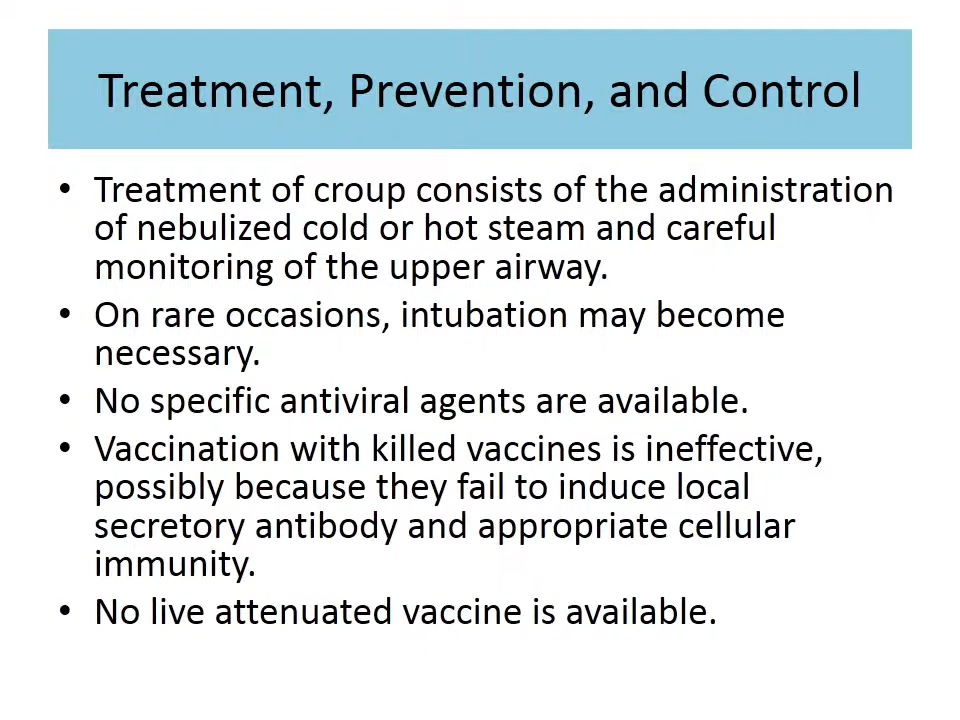 Treatment, Prevention, and Control
• Treatment of croup consists of the administration
of nebulized cold or hot steam and careful
monitoring of the upper airway.
• On rare occasions, intubation may become
necessary.
• No specific antiviral agents are available.
• Vaccination with killed vaccines is ineffective,
possibly because they fail to induce local
secretory antibody and appropriate cellular
immunity.
• No live attenuated vaccine is available.